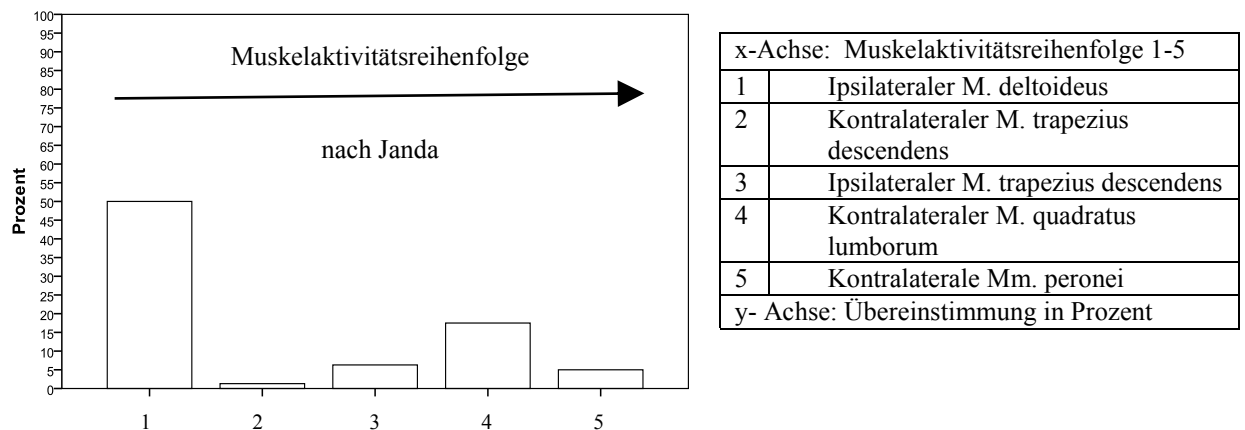 100
95
90
85
80
75
70
65
60
55
50
45
40
35
30
25
20
15
10
5
0
Prozent
Muskelaktivitätsreihenfolge
nach Janda
1 2 3 4 5
x-Achse: Muskelaktivitätsreihenfolge 1-5
1 Ipsilateraler M. deltoideus
2 Kontralateraler M. trapezius
descendens
3 Ipsilateraler M. trapezius descendens
4 Kontralateraler M. quadratus
lumborum
5 Kontralaterale Mm. peronei
y- Achse: Übereinstimmung in Prozent